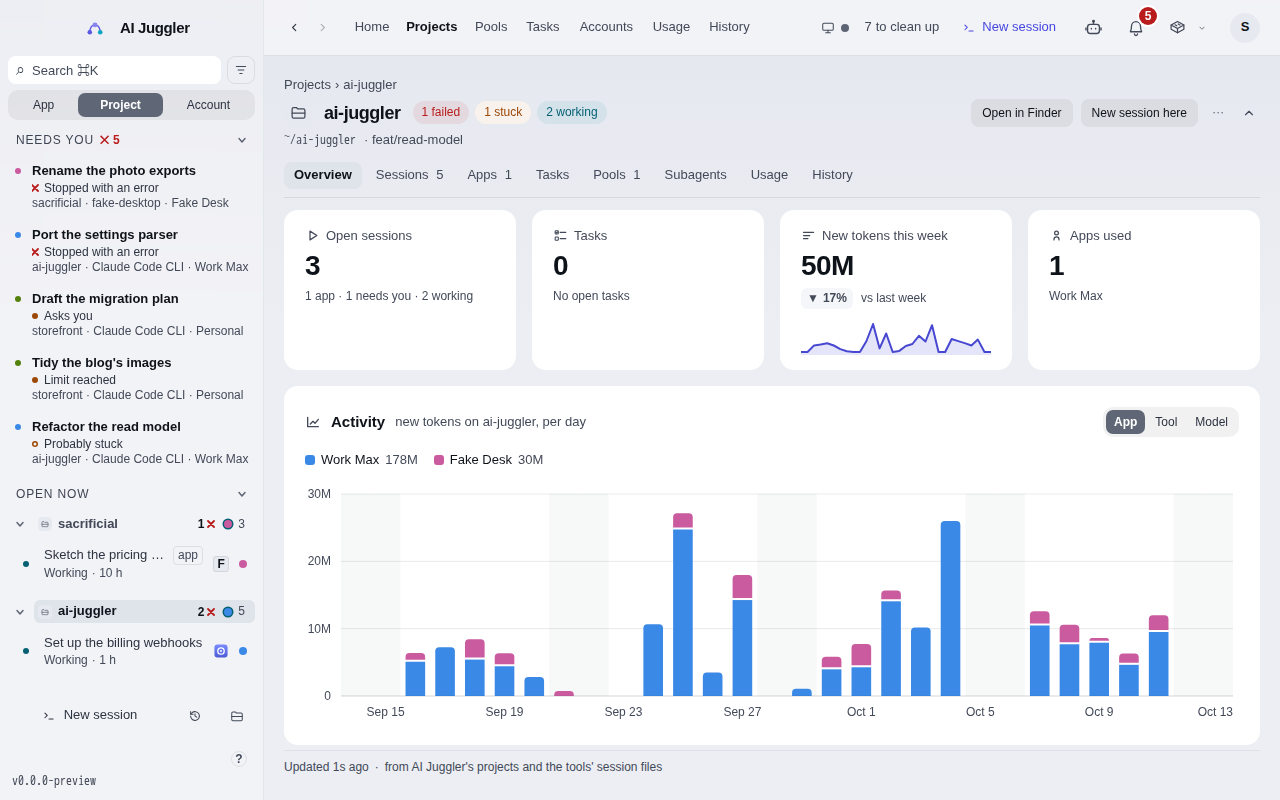 AI Juggler
Search ⌘K
App Project Account
NEEDS YOU 5
Rename the photo exports
Stopped with an error
sacrificial · fake-desktop · Fake Desk
Port the settings parser
Stopped with an error
ai-juggler · Claude Code CLI · Work Max
Draft the migration plan
Asks you
storefront · Claude Code CLI · Personal
Tidy the blog's images
Limit reached
storefront · Claude Code CLI · Personal
Refactor the read model
Probably stuck
ai-juggler · Claude Code CLI · Work Max
OPEN NOW
sacrificial 1 3
Sketch the pricing … app F
Working · 10 h
ai-juggler 2 5
Set up the billing webhooks
Working · 1 h
New session
?
v0.0.0-preview
Home Projects Pools Tasks Accounts Usage History 7 to clean up New session 5 S
Projects › ai-juggler
ai-juggler 1 failed 1 stuck 2 working Open in Finder New session here ···
~/ai-juggler · feat/read-model
Overview Sessions 5 Apps 1 Tasks Pools 1 Subagents Usage History
Open sessions
3
1 app · 1 needs you · 2 working
Tasks
0
No open tasks
New tokens this week
50M
▼ 17% vs last week
Apps used
1
Work Max
Activity new tokens on ai-juggler, per day App Tool Model
Work Max 178M Fake Desk 30M
30M
20M
10M
0
Sep 15 Sep 19 Sep 23 Sep 27 Oct 1 Oct 5 Oct 9 Oct 13
Updated 1s ago · from AI Juggler's projects and the tools' session files